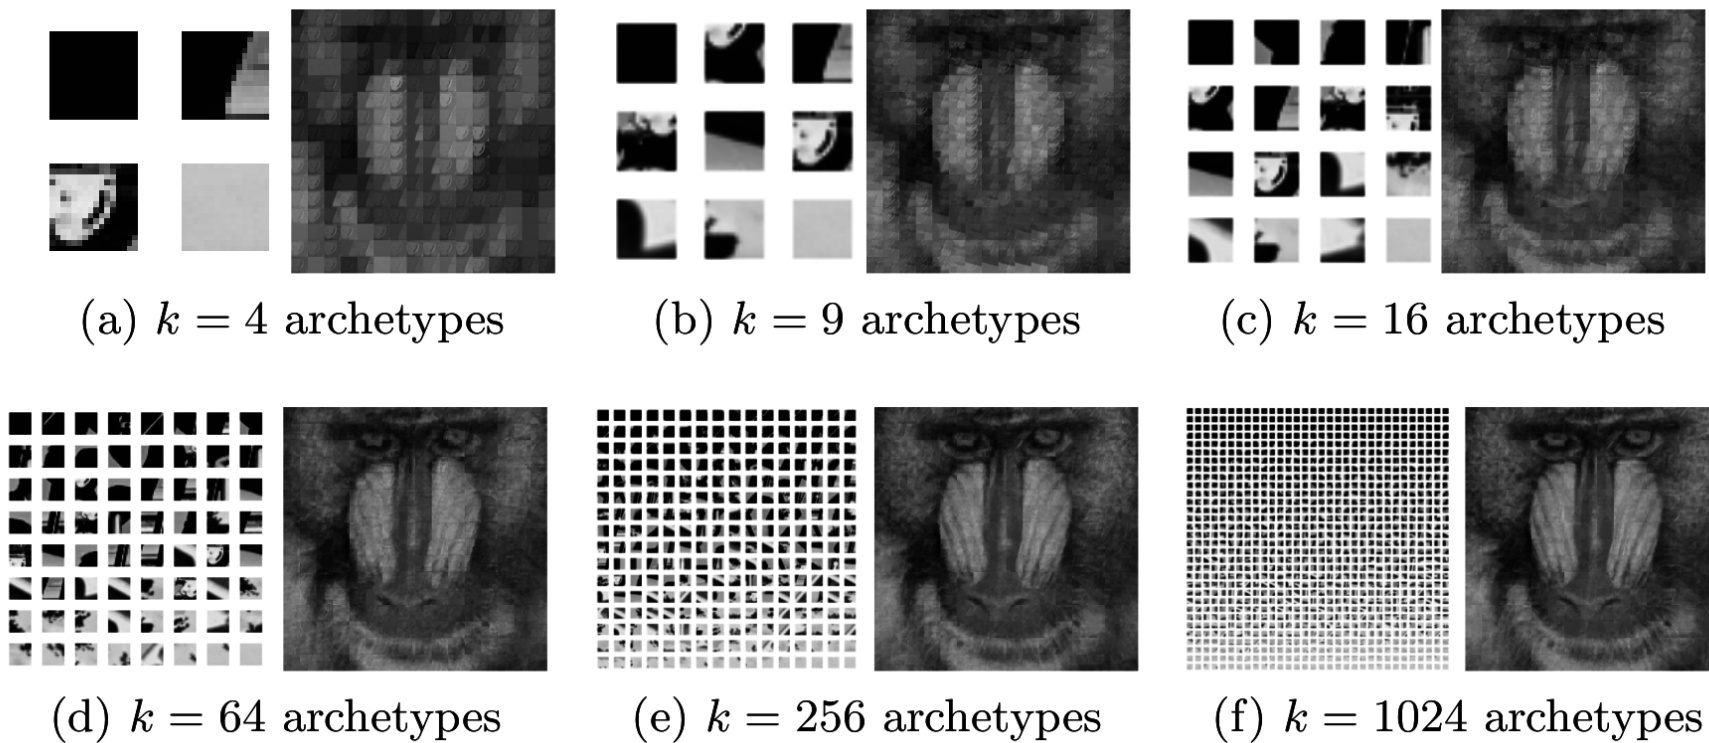 (a) k = 4 archetypes
(b) k = 9 archetypes
(c) k = 16 archetypes
(d) k = 64 archetypes
(e) k = 256 archetypes
(f) k = 1024 archetypes